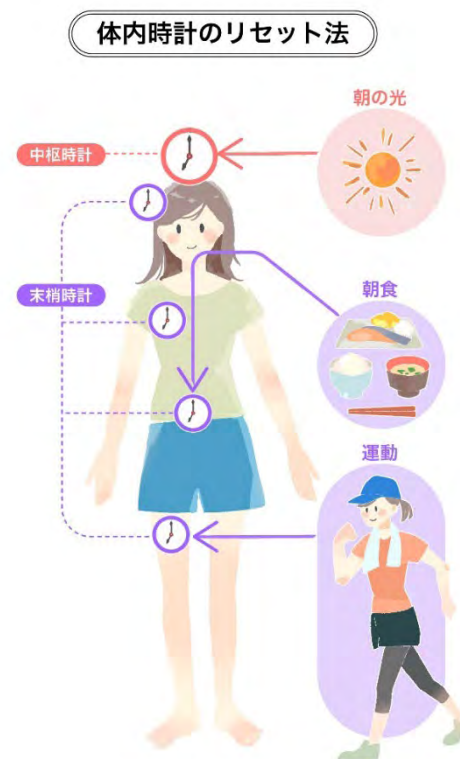 体内時計のリセット法
朝の光
中枢時計
末梢時計
朝食
運動